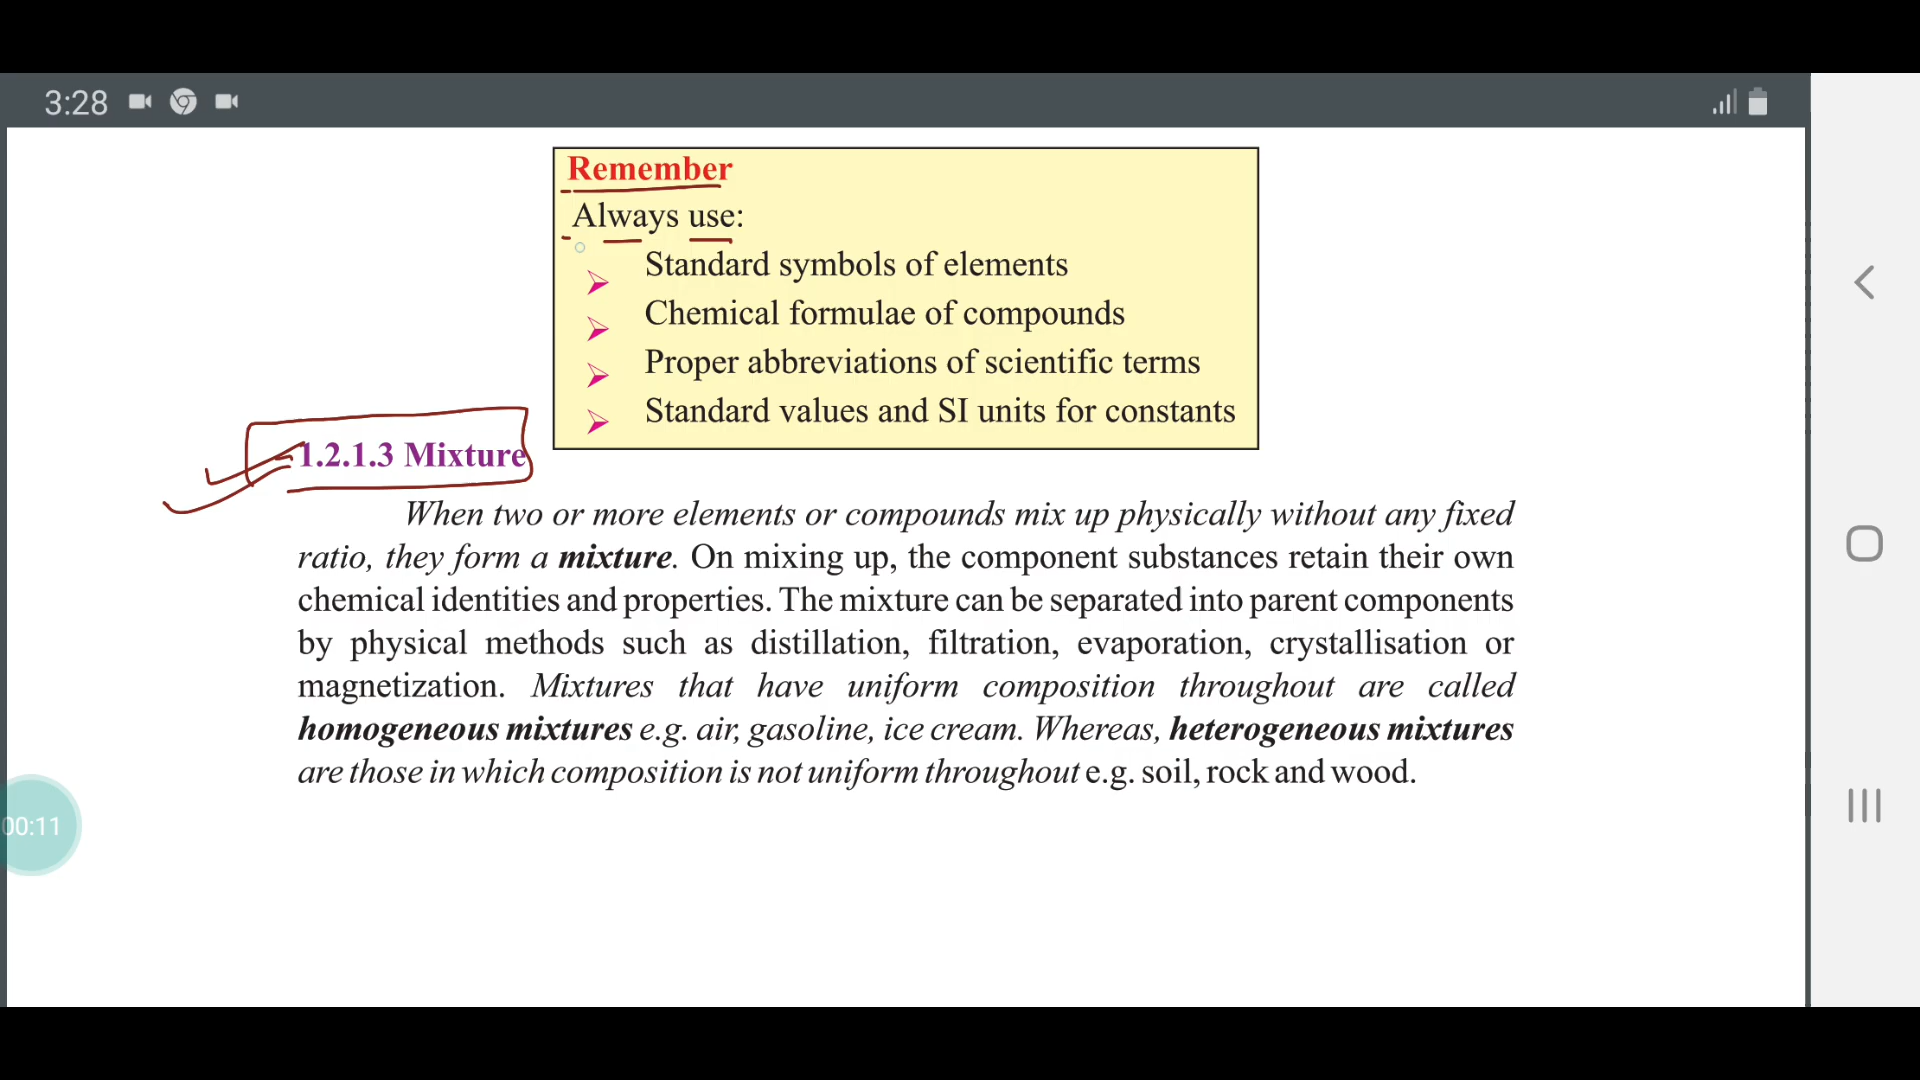 3:28
Remember
Always use:
Standard symbols of elements
Chemical formulae of compounds
Proper abbreviations of scientific terms
Standard values and SI units for constants
1.2.1.3 Mixture
When two or more elements or compounds mix up physically without any fixed
ratio, they form a mixture. On mixing up, the component substances retain their own
chemical identities and properties. The mixture can be separated into parent components
by physical methods such as distillation, filtration, evaporation, crystallisation or
magnetization. Mixtures that have uniform composition throughout are called
homogeneous mixtures e.g. air, gasoline, ice cream. Whereas, heterogeneous mixtures
are those in which composition is not uniform throughout e.g. soil, rock and wood.
00:11